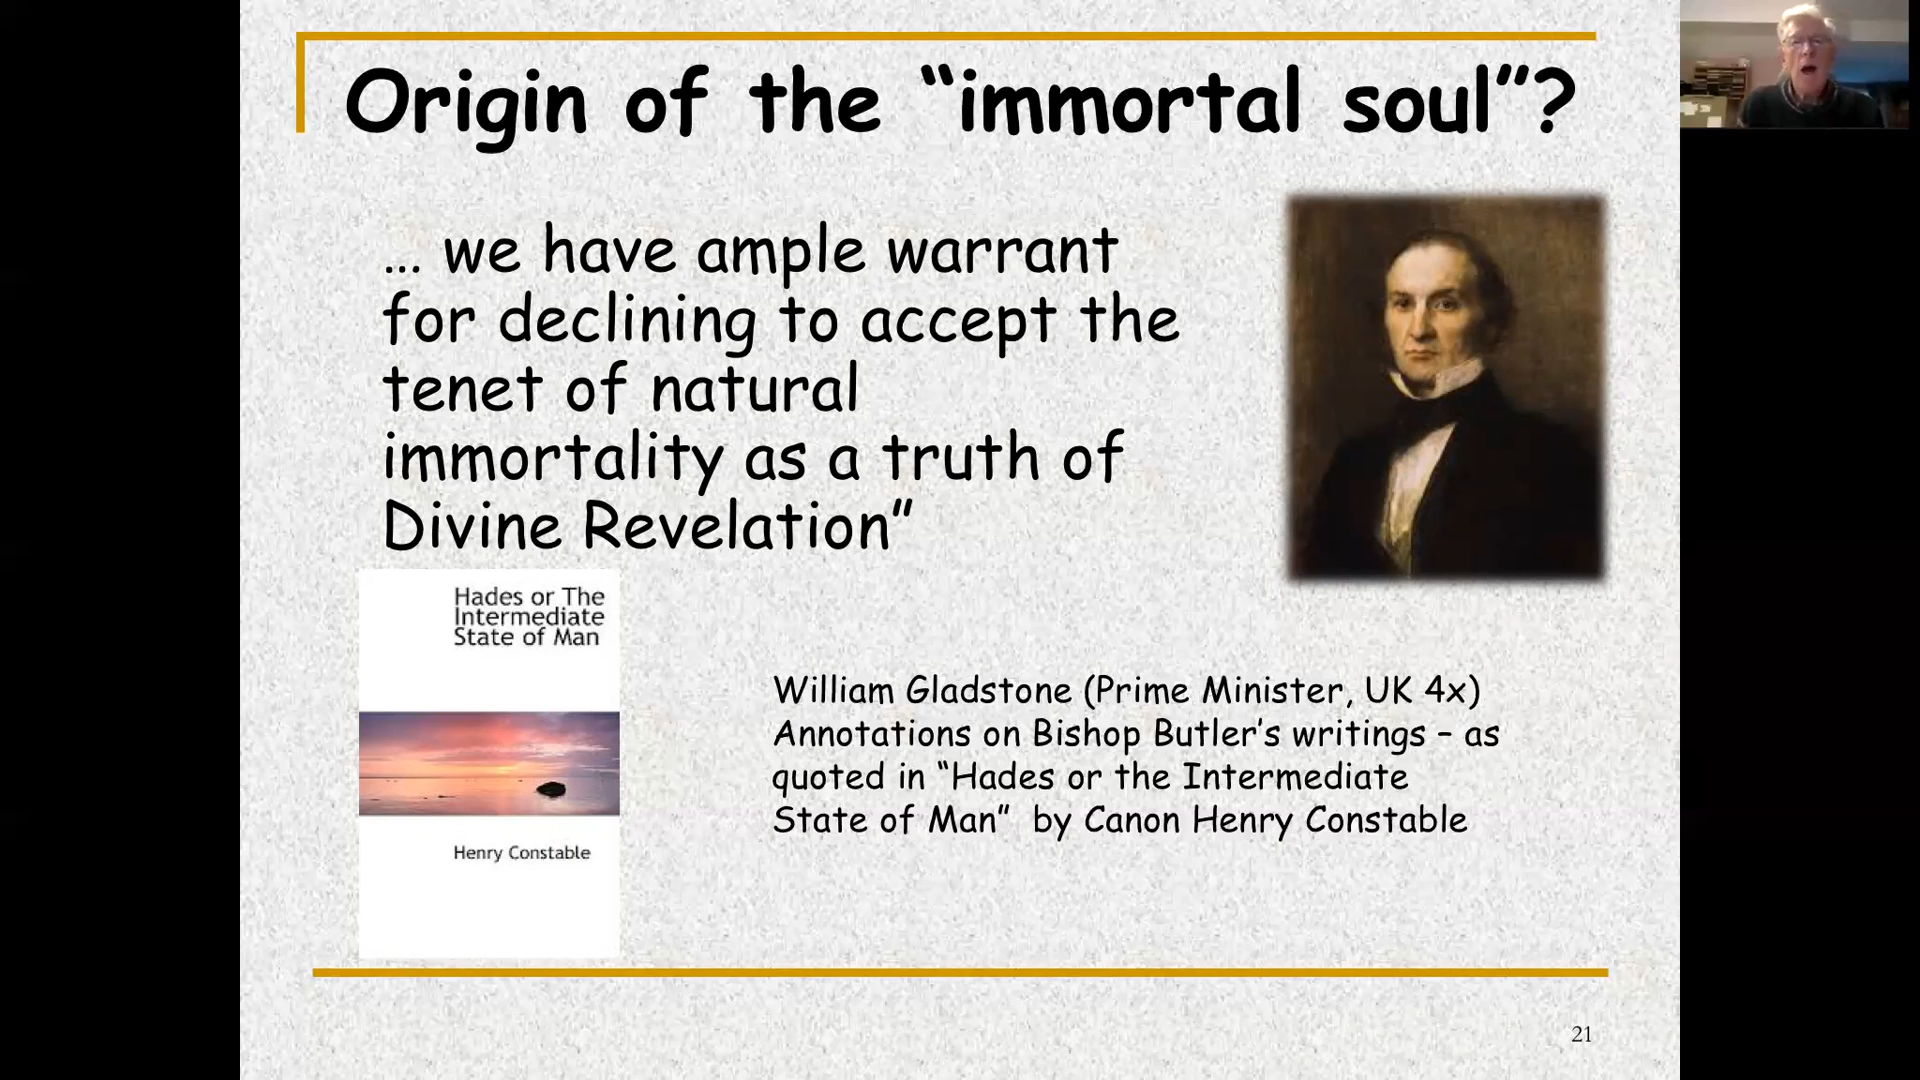 Origin of the “immortal soul”?
… we have ample warrant
for declining to accept the
tenet of natural
immortality as a truth of
Divine Revelation”
Hades or The
Intermediate
State of Man
Henry Constable
William Gladstone (Prime Minister, UK 4x)
Annotations on Bishop Butler’s writings – as
quoted in “Hades or the Intermediate
State of Man” by Canon Henry Constable
21